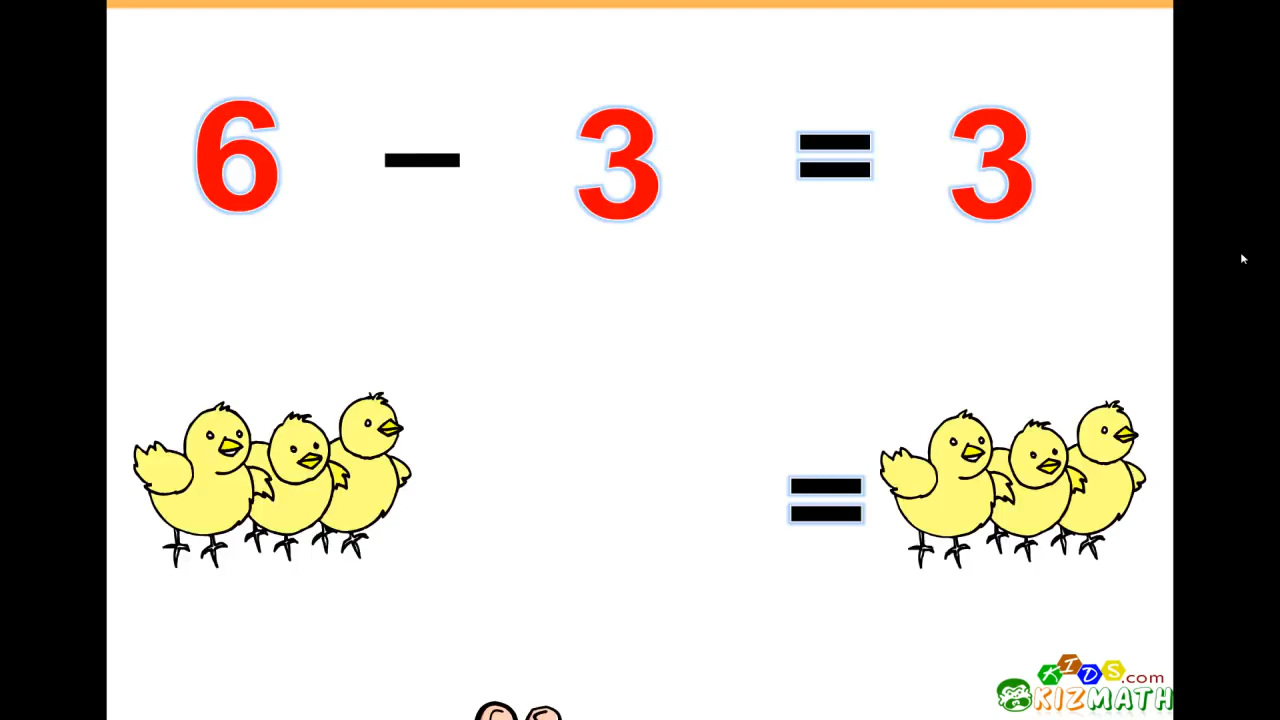 6 - 3 = 3
=
KIDS.com
KIZMATH